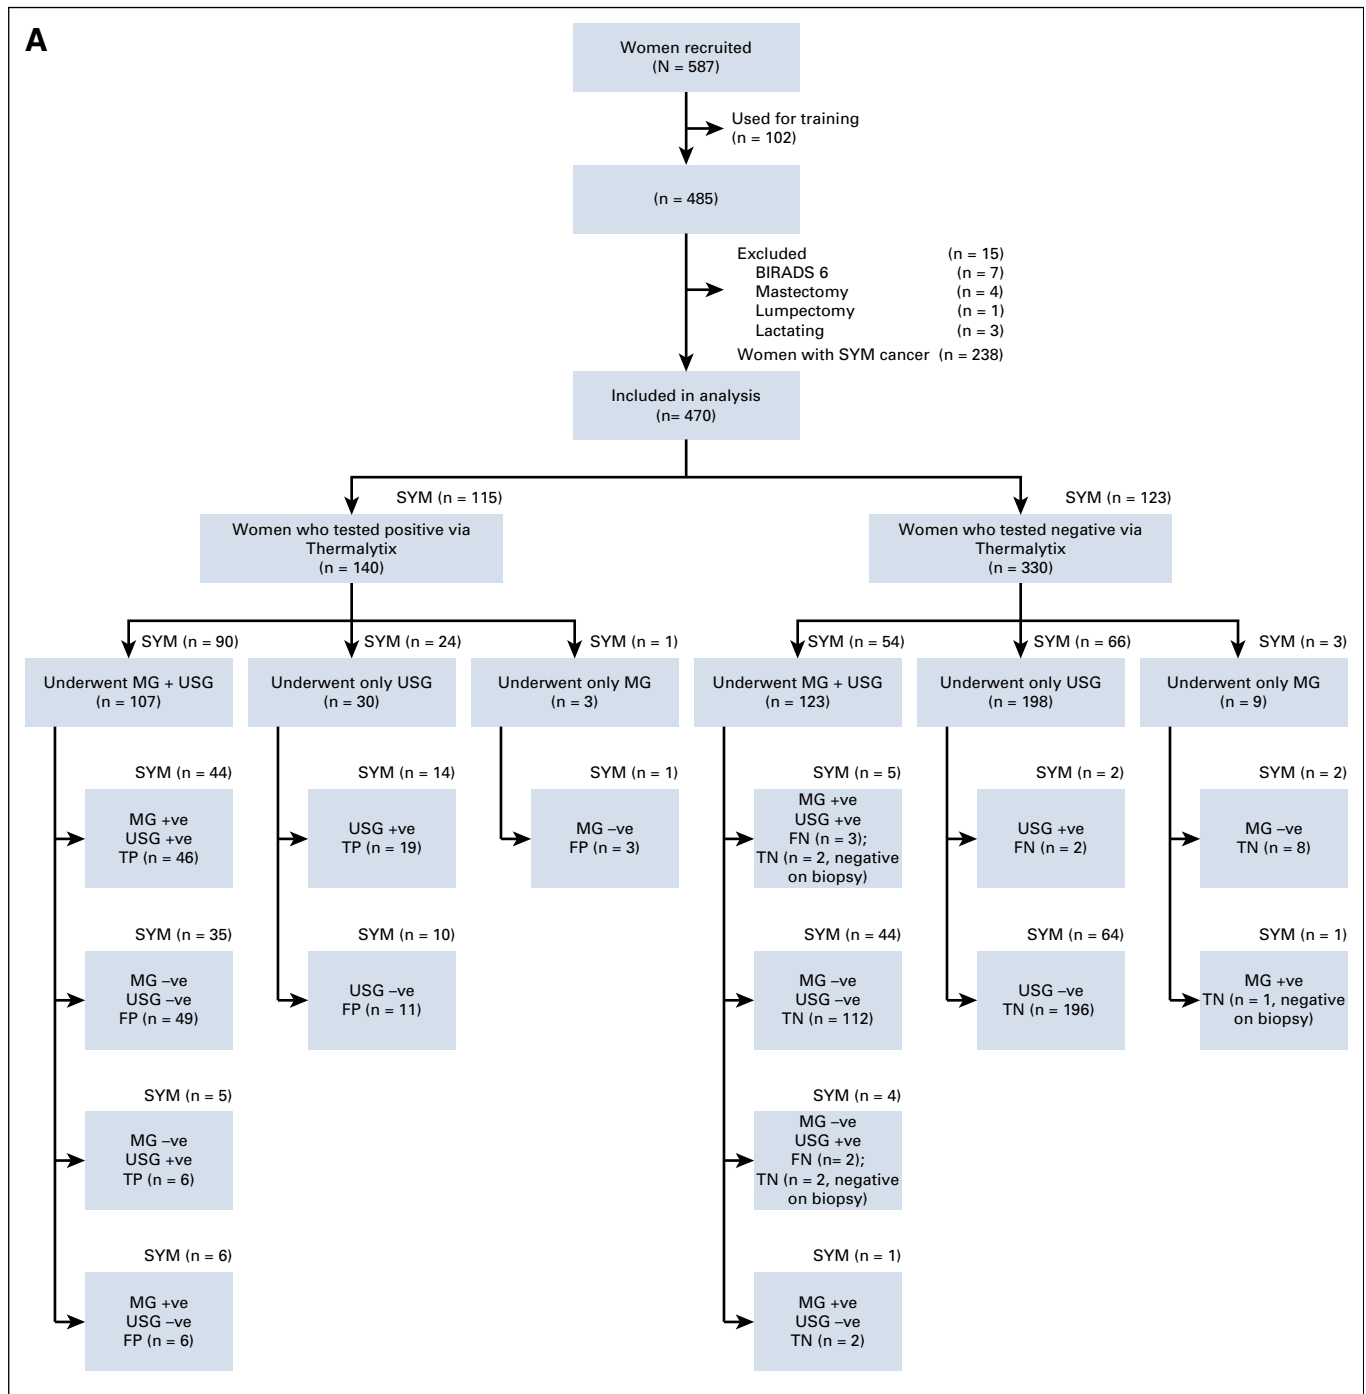 A
Women recruited
(N = 587)
Used for training
(n = 102)
(n = 485)
Excluded (n = 15)
BIRADS 6 (n = 7)
Mastectomy (n = 4)
Lumpectomy (n = 1)
Lactating (n = 3)
Women with SYM cancer (n = 238)
Included in analysis
(n= 470)
SYM (n = 115)
Women who tested positive via
Thermalytix
(n = 140)
SYM (n = 123)
Women who tested negative via
Thermalytix
(n = 330)
SYM (n = 90)
Underwent MG + USG
(n = 107)
SYM (n = 24)
Underwent only USG
(n = 30)
SYM (n = 1)
Underwent only MG
(n = 3)
SYM (n = 54)
Underwent MG + USG
(n = 123)
SYM (n = 66)
Underwent only USG
(n = 198)
SYM (n = 3)
Underwent only MG
(n = 9)
SYM (n = 44)
MG +ve
USG +ve
TP (n = 46)
SYM (n = 14)
USG +ve
TP (n = 19)
SYM (n = 1)
MG –ve
FP (n = 3)
SYM (n = 5)
MG +ve
USG +ve
FN (n = 3);
TN (n = 2, negative
on biopsy)
SYM (n = 2)
USG +ve
FN (n = 2)
SYM (n = 2)
MG –ve
TN (n = 8)
SYM (n = 35)
MG –ve
USG –ve
FP (n = 49)
SYM (n = 10)
USG –ve
FP (n = 11)
SYM (n = 44)
MG –ve
USG –ve
TN (n = 112)
SYM (n = 64)
USG –ve
TN (n = 196)
SYM (n = 1)
MG +ve
TN (n = 1, negative
on biopsy)
SYM (n = 5)
MG –ve
USG +ve
TP (n = 6)
SYM (n = 4)
MG –ve
USG +ve
FN (n= 2);
TN (n = 2, negative
on biopsy)
SYM (n = 6)
MG +ve
USG –ve
FP (n = 6)
SYM (n = 1)
MG +ve
USG –ve
TN (n = 2)